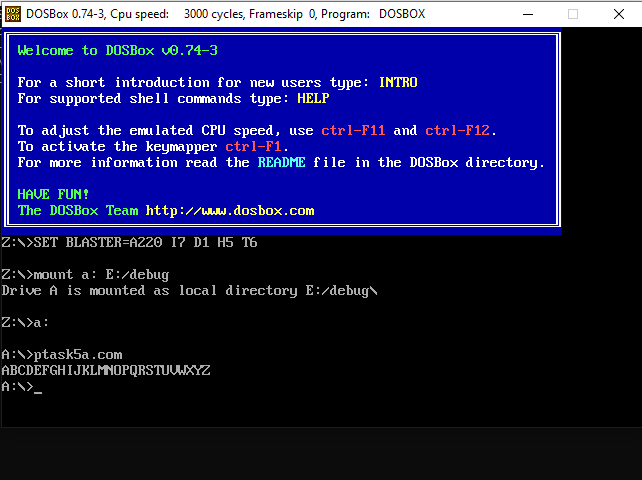 DOS
BOX
DOSBox 0.74-3, Cpu speed: 3000 cycles, Frameskip 0, Program: DOSBOX
Welcome to DOSBox v0.74-3
For a short introduction for new users type: INTRO
For supported shell commands type: HELP
To adjust the emulated CPU speed, use ctrl-F11 and ctrl-F12.
To activate the keymapper ctrl-F1.
For more information read the README file in the DOSBox directory.
HAVE FUN!
The DOSBox Team http://www.dosbox.com
Z:\>SET BLASTER=A220 I7 D1 H5 T6
Z:\>mount a: E:/debug
Drive A is mounted as local directory E:/debug\
Z:\>a:
A:\>ptask5a.com
ABCDEFGHIJKLMNOPQRSTUVWXYZ
A:\>_